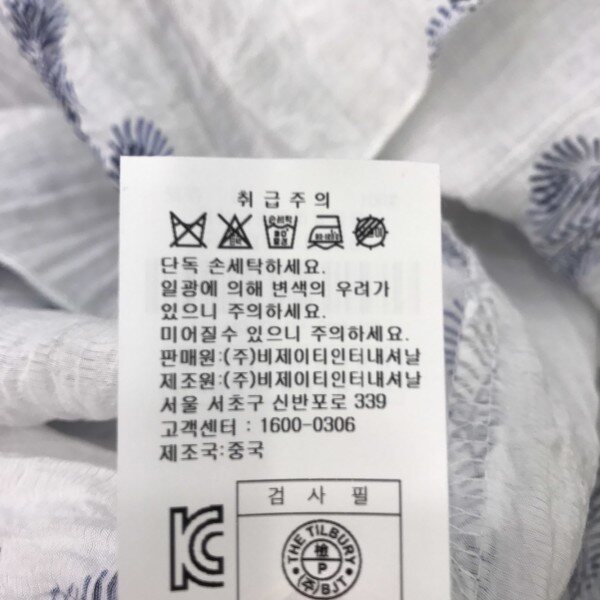 취급주의
단독 손세탁하세요.
일광에 의해 변색의 우려가
있으니 주의하세요.
미어질수 있으니 주의하세요.
판매원:(주)비제이티인터내셔날
제조원:(주)비제이티인터내셔날
서울 서초구 신반포로 339
고객센터 : 1600-0306
제조국:중국
검사필
THE TILBURY
檢
P
(주)BJT